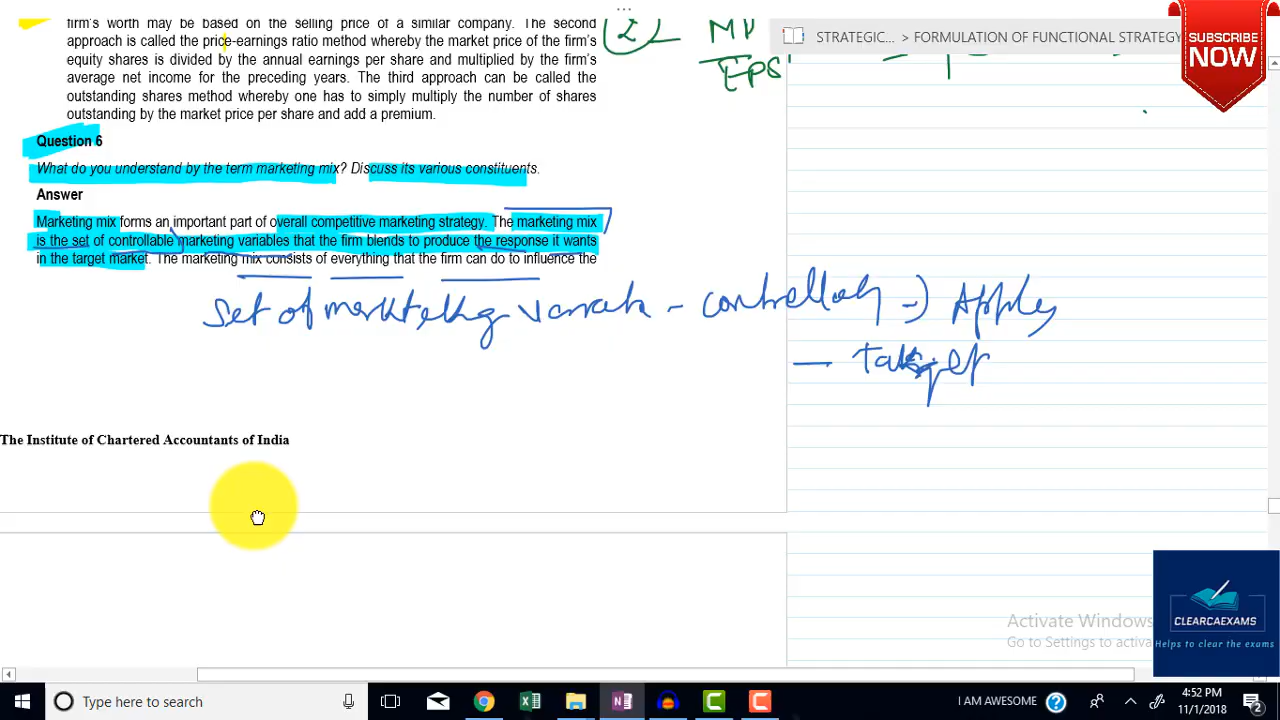 firm's worth may be based on the selling price of a similar company. The second
approach is called the price-earnings ratio method whereby the market price of the firm's
equity shares is divided by the annual earnings per share and multiplied by the firm's
average net income for the preceding years. The third approach can be called the
outstanding shares method whereby one has to simply multiply the number of shares
outstanding by the market price per share and add a premium.
Question 6
What do you understand by the term marketing mix? Discuss its various constituents.
Answer
Marketing mix forms an important part of overall competitive marketing strategy. The marketing mix
is the set of controllable marketing variables that the firm blends to produce the response it wants
in the target market. The marketing mix consists of everything that the firm can do to influence the
Set of
target
The Institute of Chartered Accountants of India
2
EPS
STRATEGIC... > FORMULATION OF FUNCTIONAL STRATEGY
SUBSCRIBE
NOW
Activate Windows
Go to Settings to activa
CLEARCAEXAMS
Helps to clear the exams
Type here to search
I AM AWESOME
4:52 PM
11/1/2018
2